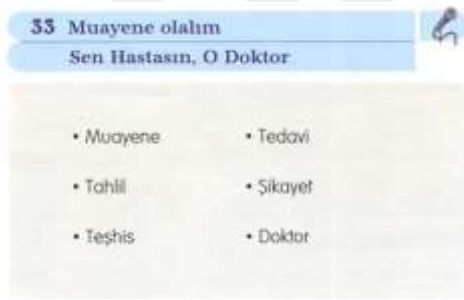 33 Muayene olalım
Sen Hastasın, O Doktor
• Muayene • Tedavi
• Tahlil • Şikayet
• Teşhis • Doktor